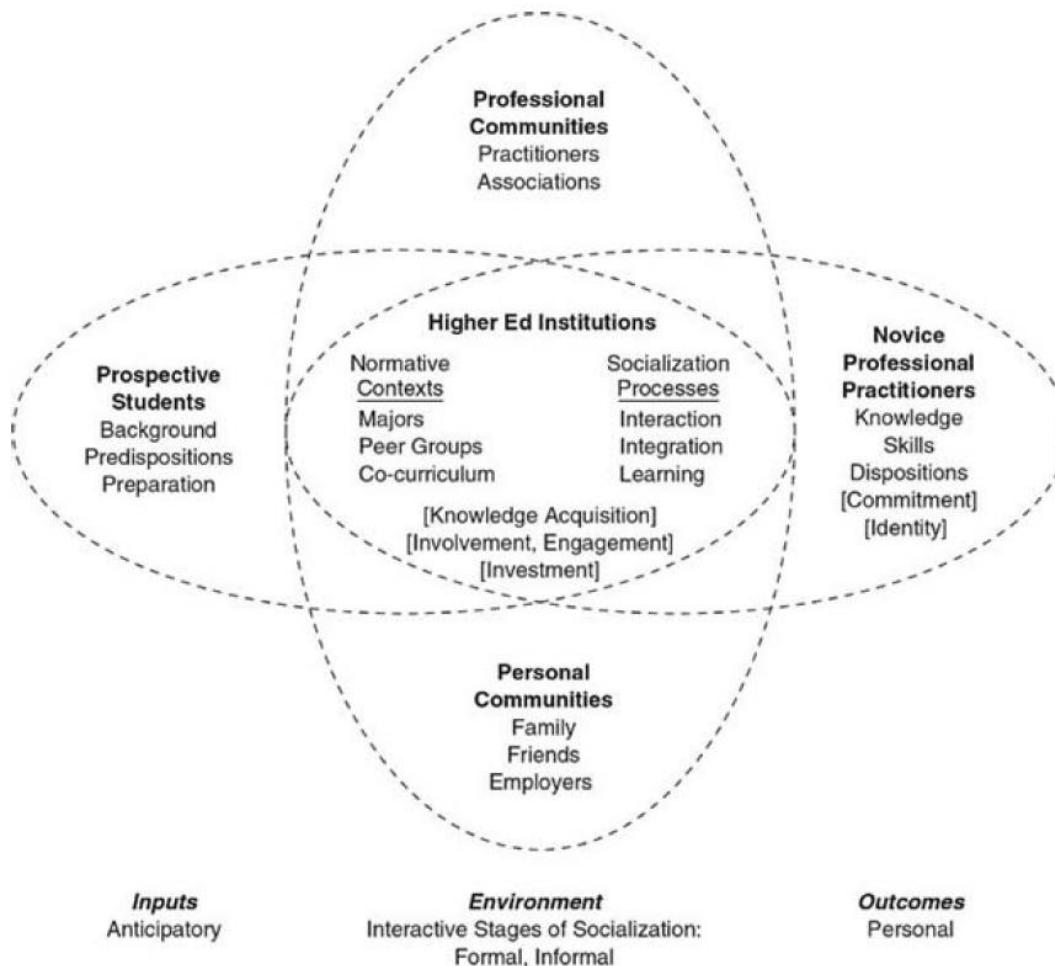 Professional
Communities
Practitioners
Associations
Higher Ed Institutions
Normative
Contexts
Majors
Peer Groups
Co-curriculum
Socialization
Processes
Interaction
Integration
Learning
[Knowledge Acquisition]
[Involvement, Engagement]
[Investment]
Prospective
Students
Background
Predispositions
Preparation
Novice
Professional
Practitioners
Knowledge
Skills
Dispositions
[Commitment]
[Identity]
Personal
Communities
Family
Friends
Employers
Inputs
Anticipatory
Environment
Interactive Stages of Socialization:
Formal, Informal
Outcomes
Personal